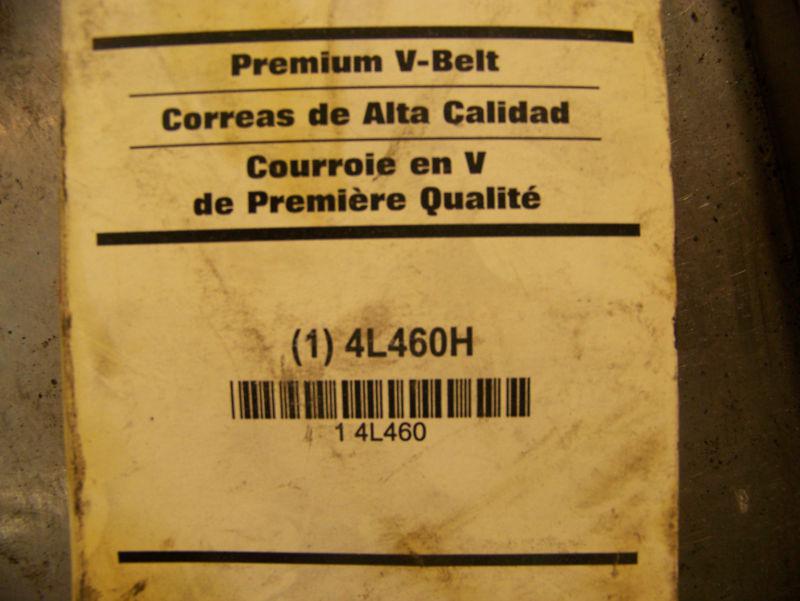 Premium V-Belt
Correas de Alta Calidad
Courroie en V
de Première Qualité
(1) 4L460H
1 4L460